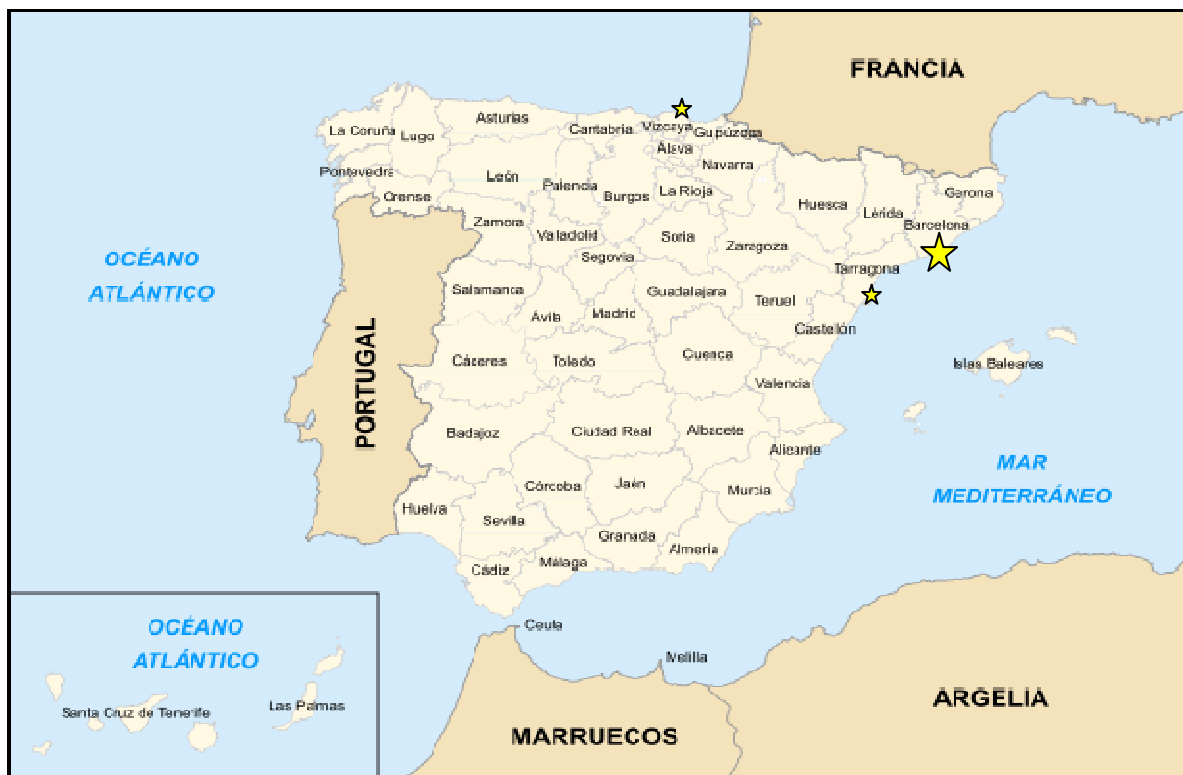 FRANCIA
Asturias
La Coruña
Lugo
Cantabria
Vizcaya
Gupúzcoa
Álava
Navarra
Pontevedra
Orense
León
Palencia
Burgos
La Rioja
Huesca
Lérida
Gerona
Barcelona
Zamora
Valladolid
Soria
Zaragoza
Segovia
Tarragona
OCÉANO
ATLÁNTICO
Salamanca
Ávila
Madrid
Guadalajara
Teruel
Castellón
PORTUGAL
Cáceres
Toledo
Cuenca
Valencia
Islas Baleares
Badajoz
Ciudad Real
Albacete
Alicante
MAR
MEDITERRÁNEO
Huelva
Sevilla
Córcoba
Jaén
Murcia
Granada
Almería
Cádiz
Málaga
Ceuta
Melilla
OCÉANO
ATLÁNTICO
Santa Cruz de Tenerife
Las Palmas
MARRUECOS
ARGELIA